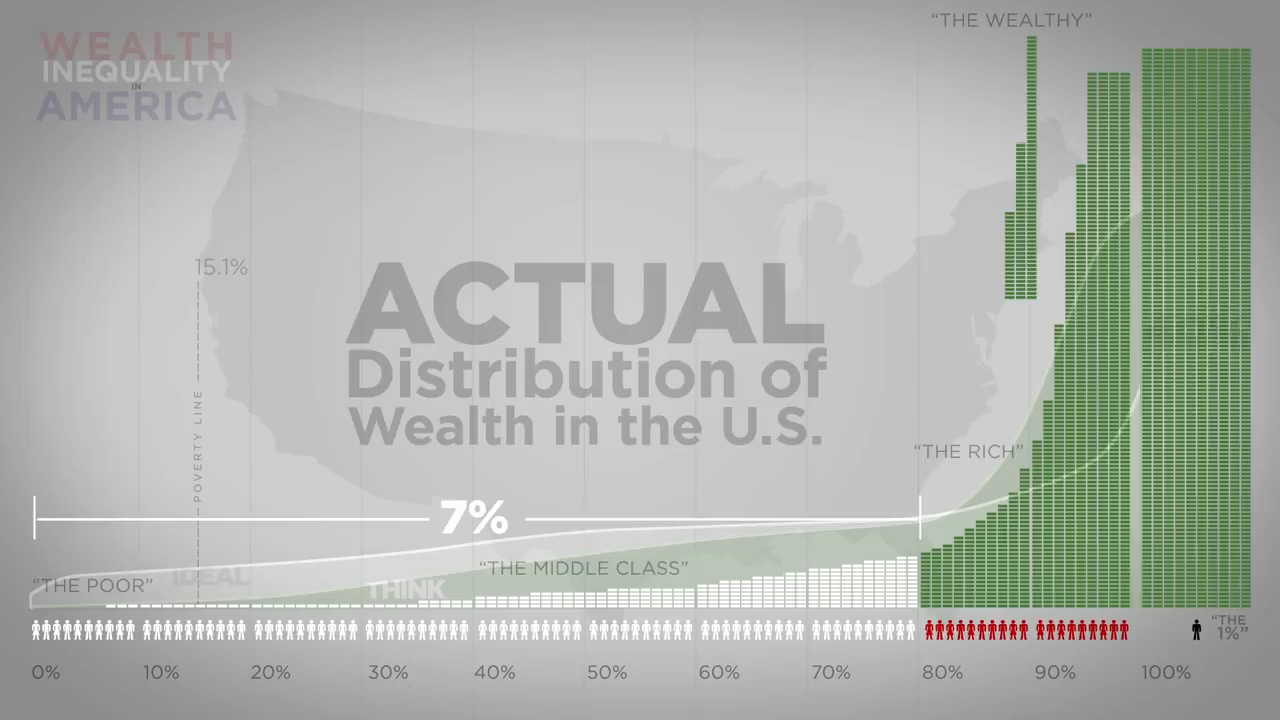 WEALTH
INEQUALITY
IN
AMERICA
"THE WEALTHY"
15.1%
ACTUAL
Distribution of
Wealth in the U.S.
POVERTY LINE
"THE RICH"
7%
"THE POOR"
IDEAL
THINK
"THE MIDDLE CLASS"
"THE
1%"
0% 10% 20% 30% 40% 50% 60% 70% 80% 90% 100%